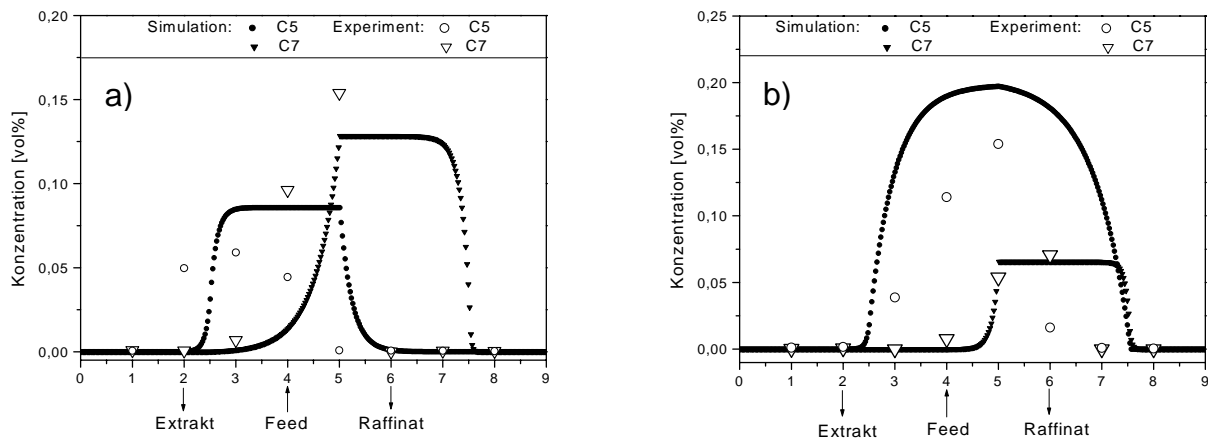 Simulation: C5 Experiment: C5
C7 C7
a)
Konzentration [vol%]
0,20
0,15
0,10
0,05
0,00
0 1 2 3 4 5 6 7 8 9
Extrakt Feed Raffinat
Simulation: C5 Experiment: C5
C7 C7
b)
Konzentration [vol%]
0,25
0,20
0,15
0,10
0,05
0,00
0 1 2 3 4 5 6 7 8 9
Extrakt Feed Raffinat